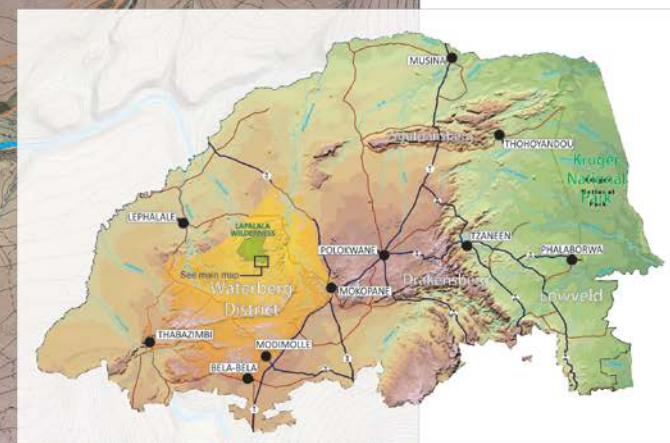 MUSINA
Soutpansberg
THOHOYANDOU
Kruger
National
Park
LEPHALALE
LAPALALA
WILDERNESS
See main map
Waterberg
District
POLOKWANE
TZANEEN
PHALABORWA
Drakensberg
Lowveld
MOKOPANE
THABAZIMBI
MODIMOLLE
BELA-BELA